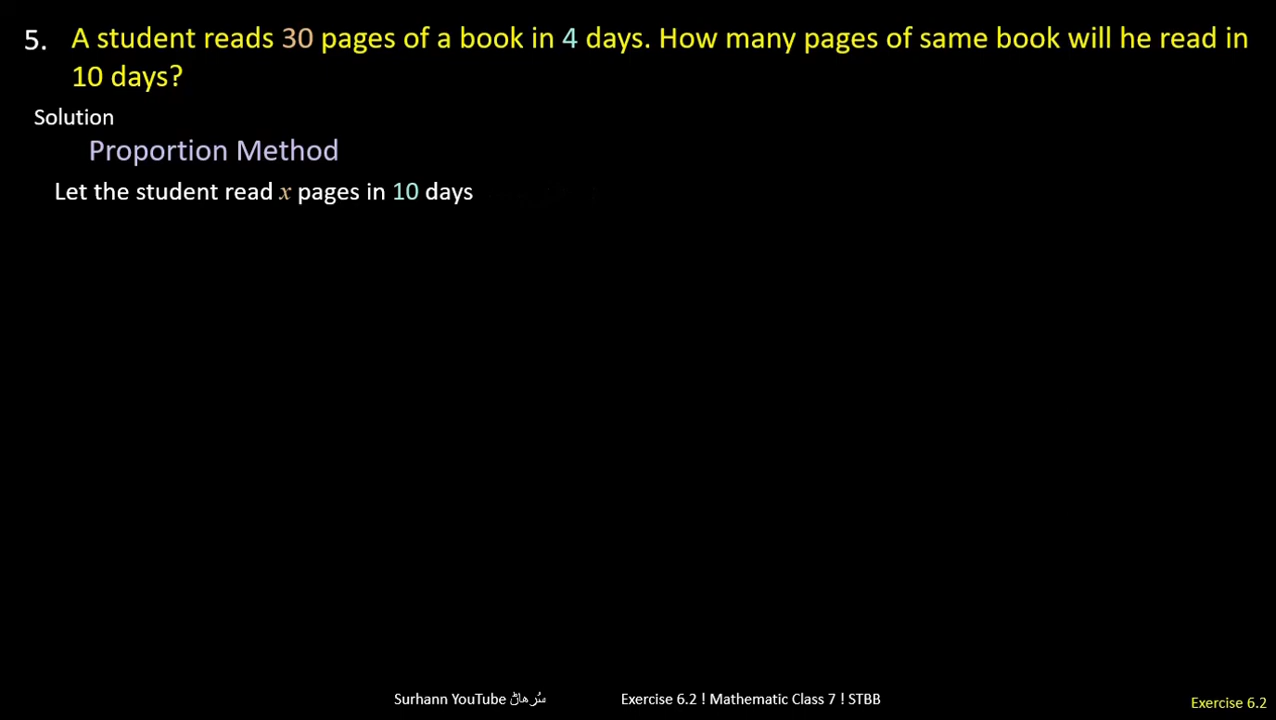 5. A student reads 30 pages of a book in 4 days. How many pages of same book will he read in
10 days?
Solution
Proportion Method
Let the student read x pages in 10 days
Surhann YouTube سُرهاڻ Exercise 6.2 ! Mathematic Class 7 ! STBB
Exercise 6.2